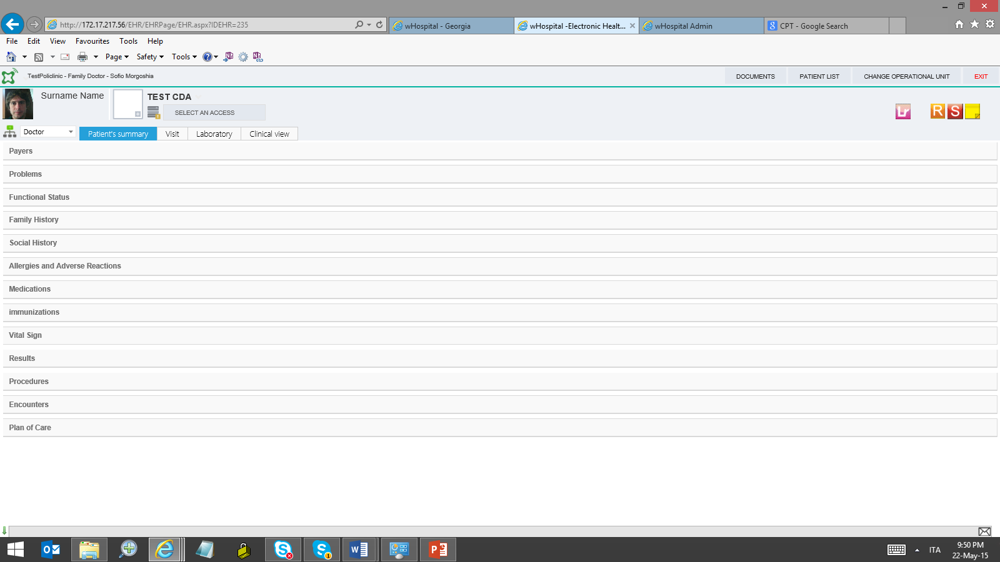 http://172.17.217.56/EHR/EHRPage/EHR.aspx?IDEHR=235
wHospital - Georgia
wHospital -Electronic Healt...
wHospital Admin
CPT - Google Search
File Edit View Favourites Tools Help
Page Safety Tools
TestPoliclinic - Family Doctor - Sofio Morgoshia
DOCUMENTS
PATIENT LIST
CHANGE OPERATIONAL UNIT
EXIT
Surname Name
TEST CDA
SELECT AN ACCESS
Lr
R
S
Doctor
Patient's summary
Visit
Laboratory
Clinical view
Payers
Problems
Functional Status
Family History
Social History
Allergies and Adverse Reactions
Medications
immunizations
Vital Sign
Results
Procedures
Encounters
Plan of Care
ITA
9:50 PM
22-May-15